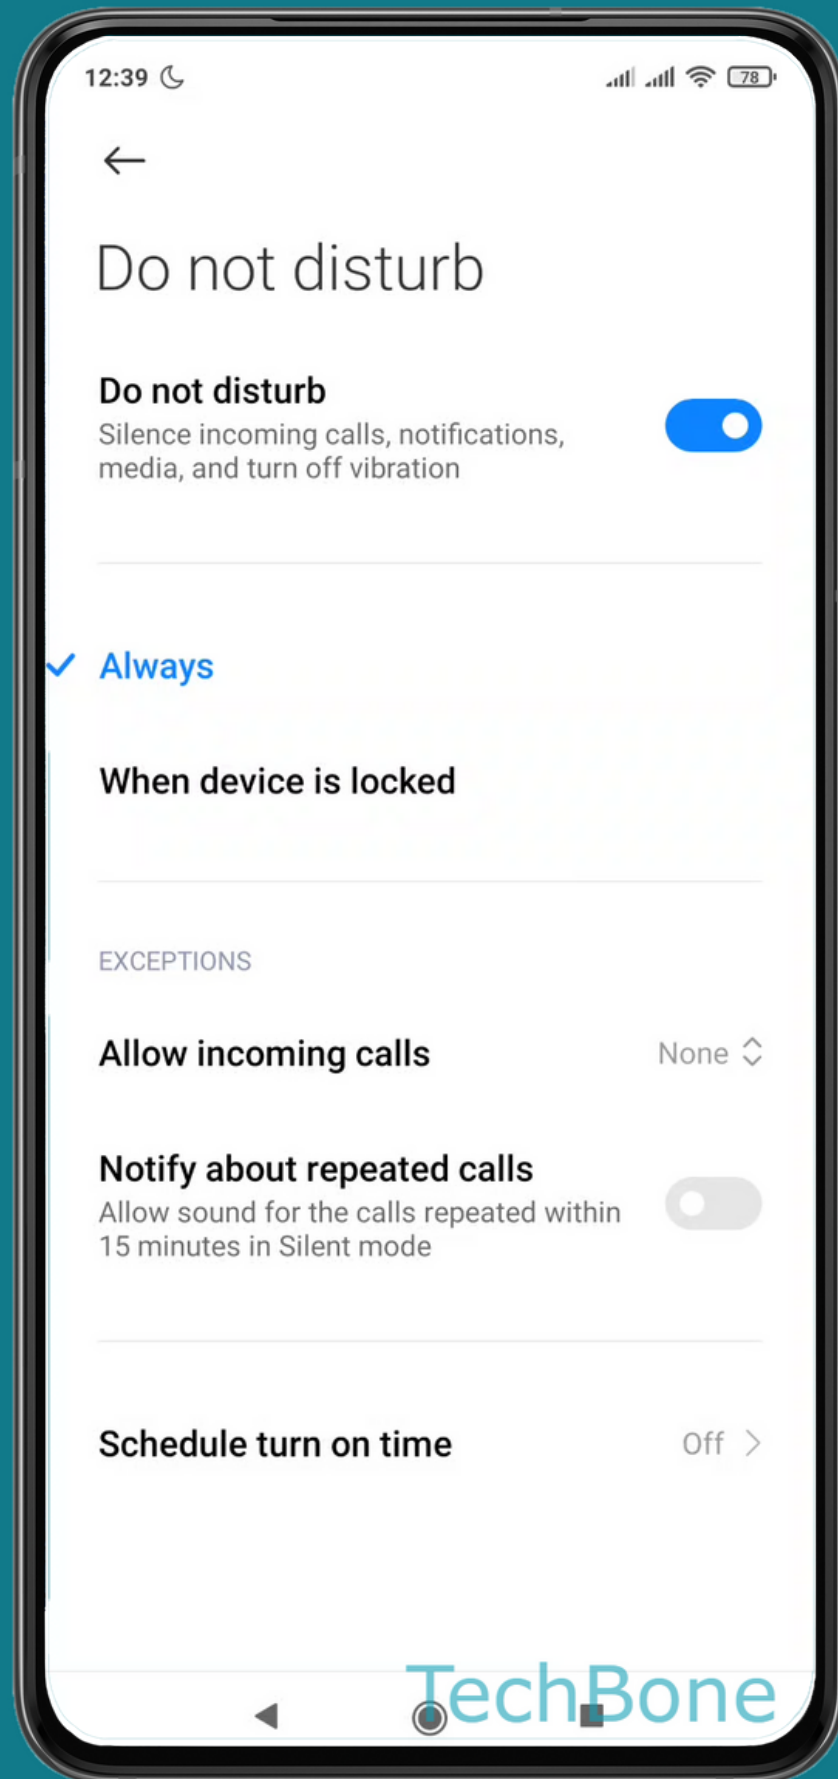 12:39
78
Do not disturb
Do not disturb
Silence incoming calls, notifications,
media, and turn off vibration
Always
When device is locked
EXCEPTIONS
Allow incoming calls None
Notify about repeated calls
Allow sound for the calls repeated within
15 minutes in Silent mode
Schedule turn on time Off
TechBone